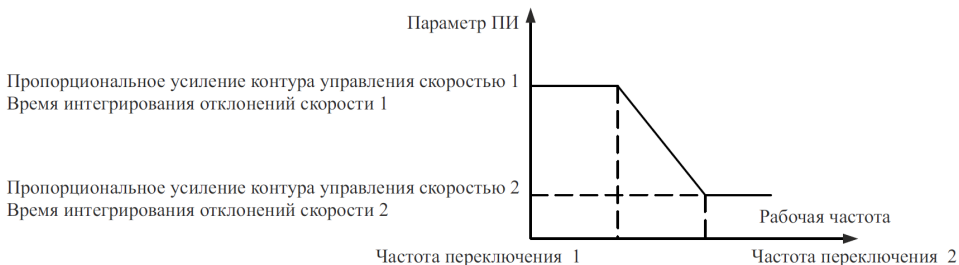 Параметр ПИ
Пропорциональное усиление контура управления скоростью 1
Время интегрирования отклонений скорости 1
Пропорциональное усиление контура управления скоростью 2
Время интегрирования отклонений скорости 2
Рабочая частота
Частота переключения 1
Частота переключения 2